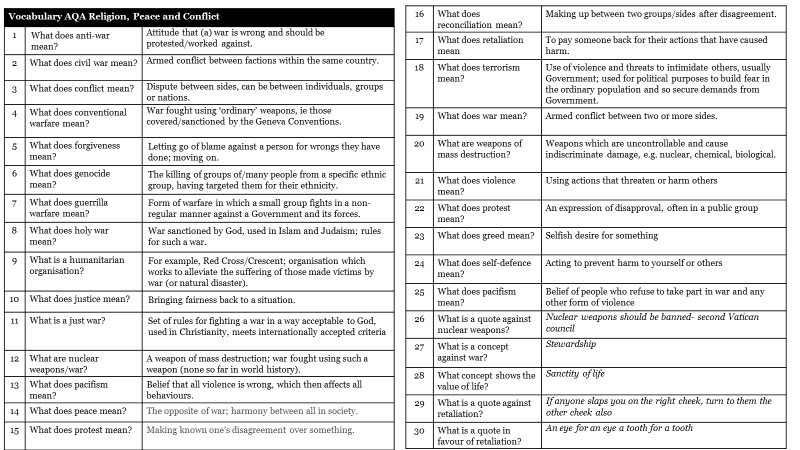 Vocabulary AQA Religion, Peace and Conflict
1 What does anti-war Attitude that (a) war is wrong and should be
mean? protested/worked against.
2 What does civil war mean? Armed conflict between factions within the same country.
3 What does conflict mean? Dispute between sides, can be between individuals, groups
or nations.
4 What does conventional War fought using ‘ordinary’ weapons, ie those
warfare mean? covered/sanctioned by the Geneva Conventions.
5 What does forgiveness Letting go of blame against a person for wrongs they have
mean? done; moving on.
6 What does genocide The killing of groups of/many people from a specific ethnic
mean? group, having targeted them for their ethnicity.
7 What does guerrilla Form of warfare in which a small group fights in a non-
warfare mean? regular manner against a Government and its forces.
8 What does holy war War sanctioned by God, used in Islam and Judaism; rules
mean? for such a war.
9 What is a humanitarian For example, Red Cross/Crescent; organisation which
organisation? works to alleviate the suffering of those made victims by
war (or natural disaster).
10 What does justice mean? Bringing fairness back to a situation.
11 What is a just war? Set of rules for fighting a war in a way acceptable to God,
used in Christianity, meets internationally accepted criteria
12 What are nuclear A weapon of mass destruction; war fought using such a
weapons/war? weapon (none so far in world history).
13 What does pacifism Belief that all violence is wrong, which then affects all
mean? behaviours.
14 What does peace mean? The opposite of war; harmony between all in society.
15 What does protest mean? Making known one's disagreement over something.
16 What does Making up between two groups/sides after disagreement.
reconciliation mean?
17 What does retaliation To pay someone back for their actions that have caused
mean harm.
18 What does terrorism Use of violence and threats to intimidate others, usually
mean? Government; used for political purposes to build fear in
the ordinary population and so secure demands from
Government.
19 What does war mean? Armed conflict between two or more sides.
20 What are weapons of Weapons which are uncontrollable and cause
mass destruction? indiscriminate damage, e.g. nuclear, chemical, biological.
21 What does violence Using actions that threaten or harm others
mean?
22 What does protest An expression of disapproval, often in a public group
mean?
23 What does greed mean? Selfish desire for something
24 What does self-defence Acting to prevent harm to yourself or others
mean?
25 What does pacifism Belief of people who refuse to take part in war and any
mean? other form of violence
26 What is a quote against Nuclear weapons should be banned- second Vatican
nuclear weapons? council
27 What is a concept Stewardship
against war?
28 What concept shows the Sanctity of life
value of life?
29 What is a quote against If anyone slaps you on the right cheek, turn to them the
retaliation? other cheek also
30 What is a quote in An eye for an eye a tooth for a tooth
favour of retaliation?